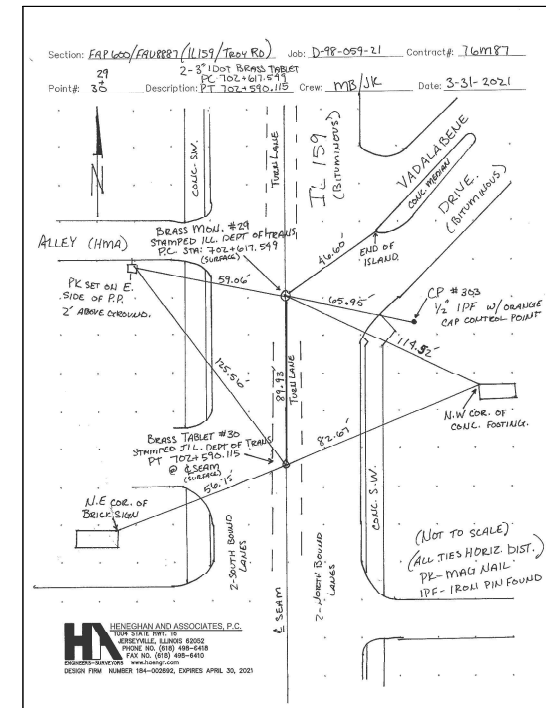 Section: FAP 600/FAU8887 (IL159/TROY RD) Job: D-98-059-21 Contract#: 76M87
2-3" IDOT BRASS TABLET
29 PC 702+617.549
Point#: 30 Description: PT 702+590.115 Crew: MB/JK Date: 3-31-2021
N
CONC. S.W.
TURN LANE
IL 159
(BITUMINOUS)
VADALABENE
CONC. MEDIAN
DRIVE.
(BITUMINOUS)
ALLEY (HMA)
BRASS MON. #29
STAMPED ILL. DEPT OF TRANS,
P.C. STA: 702+617.549
(SURFACE)
46.60'
END OF
ISLAND.
59.06'
65.95'
CP # 303
1/2" IPF W/ORANGE
CAP CONTROL POINT
PK SET ON E.
SIDE OF P.P.
2' ABOVE GROUND.
114.52'
125.56'
89.93'
TURN LANE
N.W COR. OF
CONC. FOOTING.
BRASS TABLET #30
STAMPED ILL. DEPT OF TRANS
PT 702+590.115
@ ℄ SEAM
(SURFACE)
82.67'
56.75'
N.E COR. OF
BRICK SIGN
CONC. S.W.
2-SOUTH BOUND
LANES
℄ SEAM
2-NORTH BOUND
LANES
(NOT TO SCALE)
(ALL TIES HORIZ. DIST.)
PK-MAG NAIL
IPF-IRON PIN FOUND
HA
ENGINEERS-SURVEYORS
HENEGHAN AND ASSOCIATES, P.C.
1004 STATE HWY. 16
JERSEYVILLE, ILLINOIS 62052
PHONE NO. (618) 498-6418
FAX NO. (618) 498-6410
www.haengr.com
DESIGN FIRM NUMBER 184-002692, EXPIRES APRIL 30, 2021